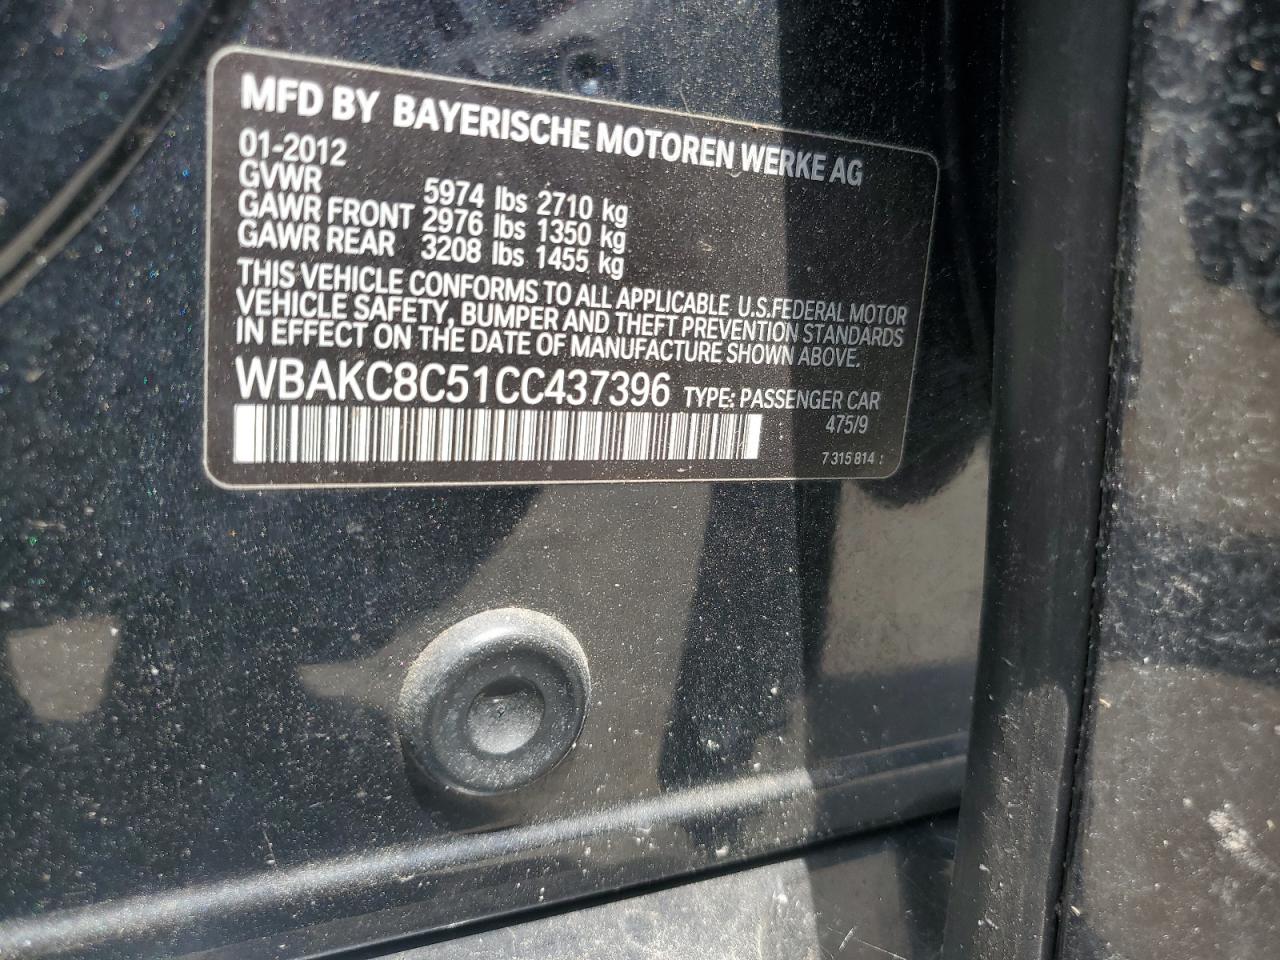 MFD BY BAYERISCHE MOTOREN WERKE AG
01-2012
GVWR 5974 lbs 2710 kg
GAWR FRONT 2976 lbs 1350 kg
GAWR REAR 3208 lbs 1455 kg
THIS VEHICLE CONFORMS TO ALL APPLICABLE U.S.FEDERAL MOTOR
VEHICLE SAFETY, BUMPER AND THEFT PREVENTION STANDARDS
IN EFFECT ON THE DATE OF MANUFACTURE SHOWN ABOVE.
WBAKC8C51CC437396 TYPE: PASSENGER CAR
475/9
7 315 814